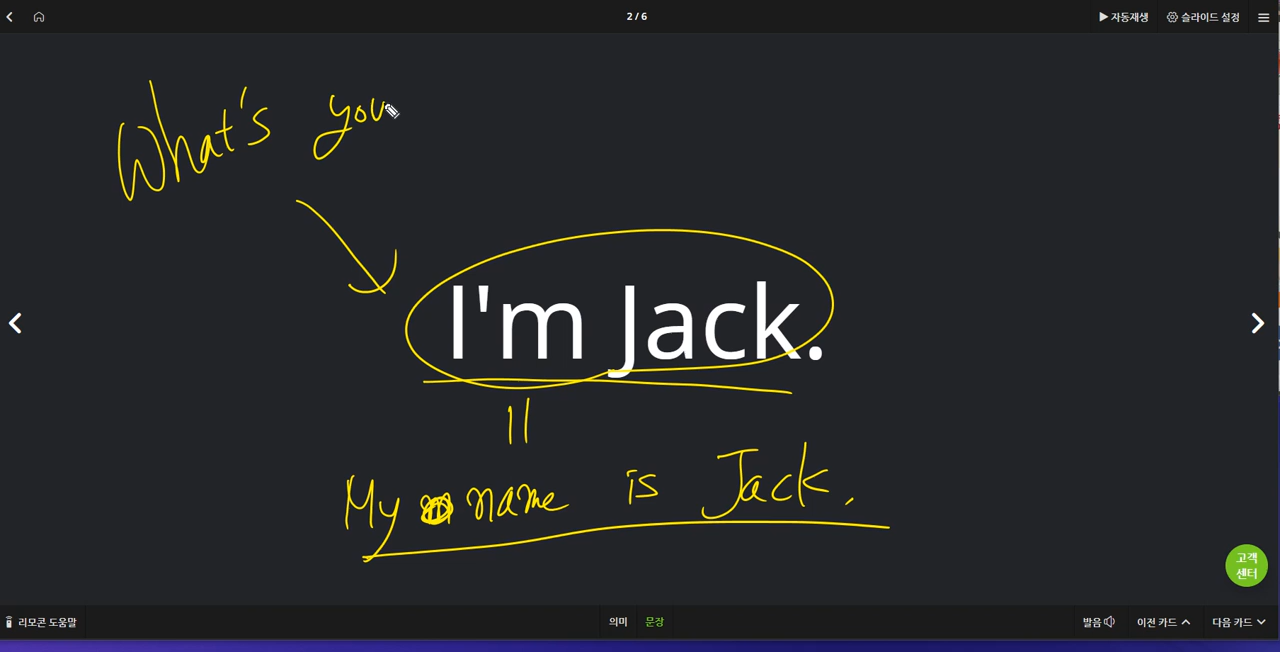 2 / 6
자동재생
슬라이드 설정
What's you
I'm Jack.
My name is Jack.
고객
센터
리모콘 도움말
의미
문장
발음
이전 카드
다음 카드